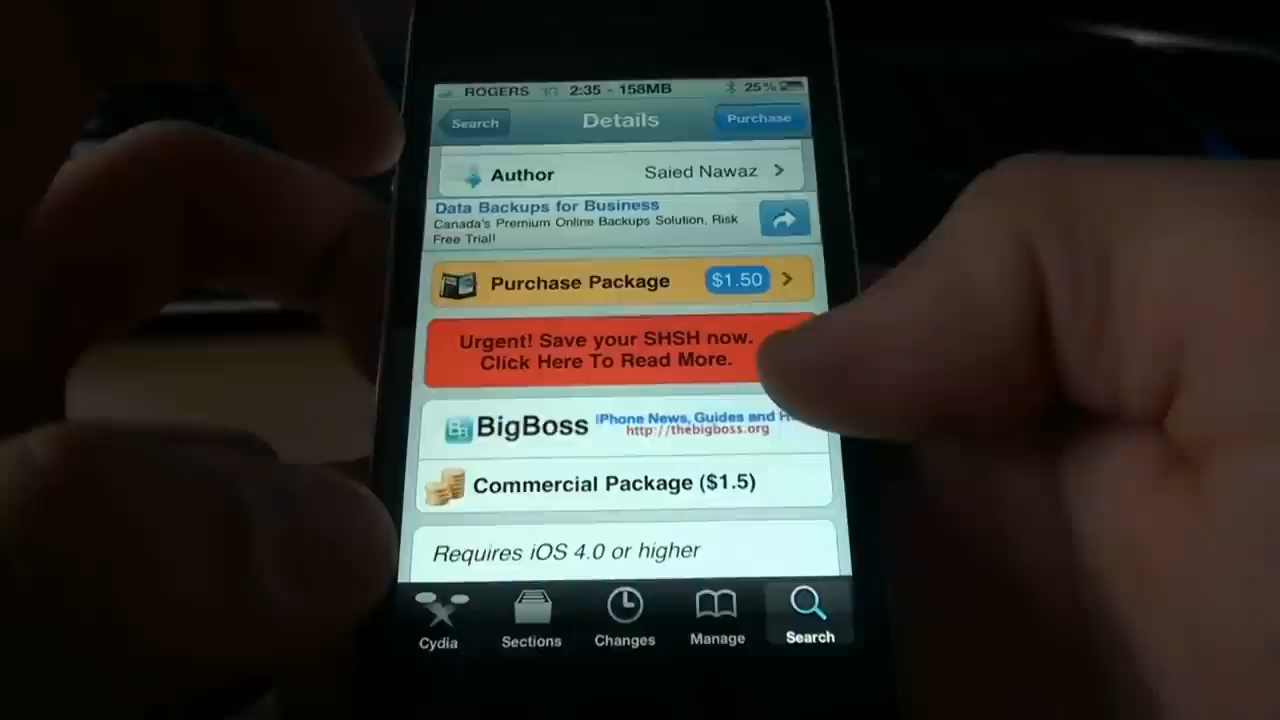 ROGERS 2:35 - 158MB 25%
Search Details Purchase
Author Saied Nawaz
Data Backups for Business
Canada's Premium Online Backups Solution, Risk
Free Trial!
Purchase Package $1.50
Urgent! Save your SHSH now.
Click Here To Read More.
BigBoss iPhone News, Guides and
http://thebigboss.org
Commercial Package ($1.5)
Requires iOS 4.0 or higher
Cydia Sections Changes Manage Search